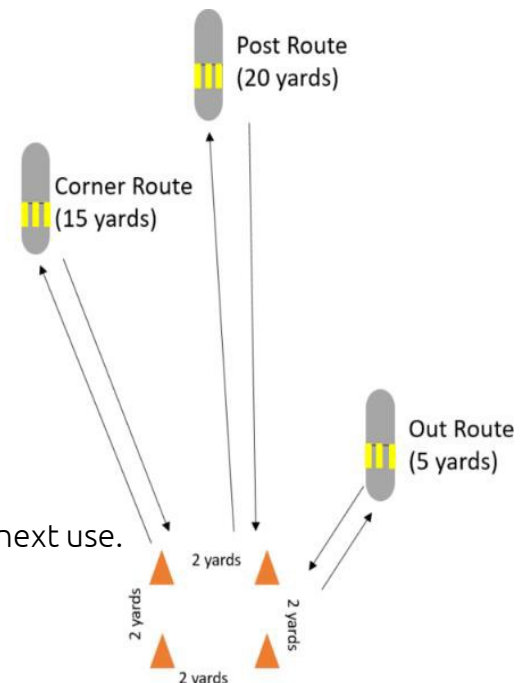 Post Route
(20 yards)
Corner Route
(15 yards)
Out Route
(5 yards)
next use.
2 yards
2 yards
2 yards
2 yards